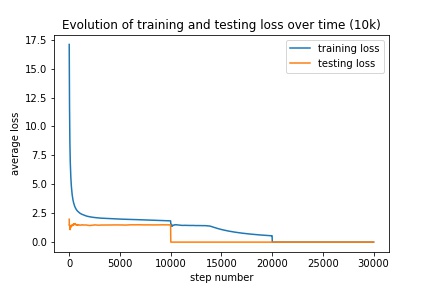 Evolution of training and testing loss over time (10k)
training loss
testing loss
average loss
17.5
15.0
12.5
10.0
7.5
5.0
2.5
0.0
0 5000 10000 15000 20000 25000 30000
step number